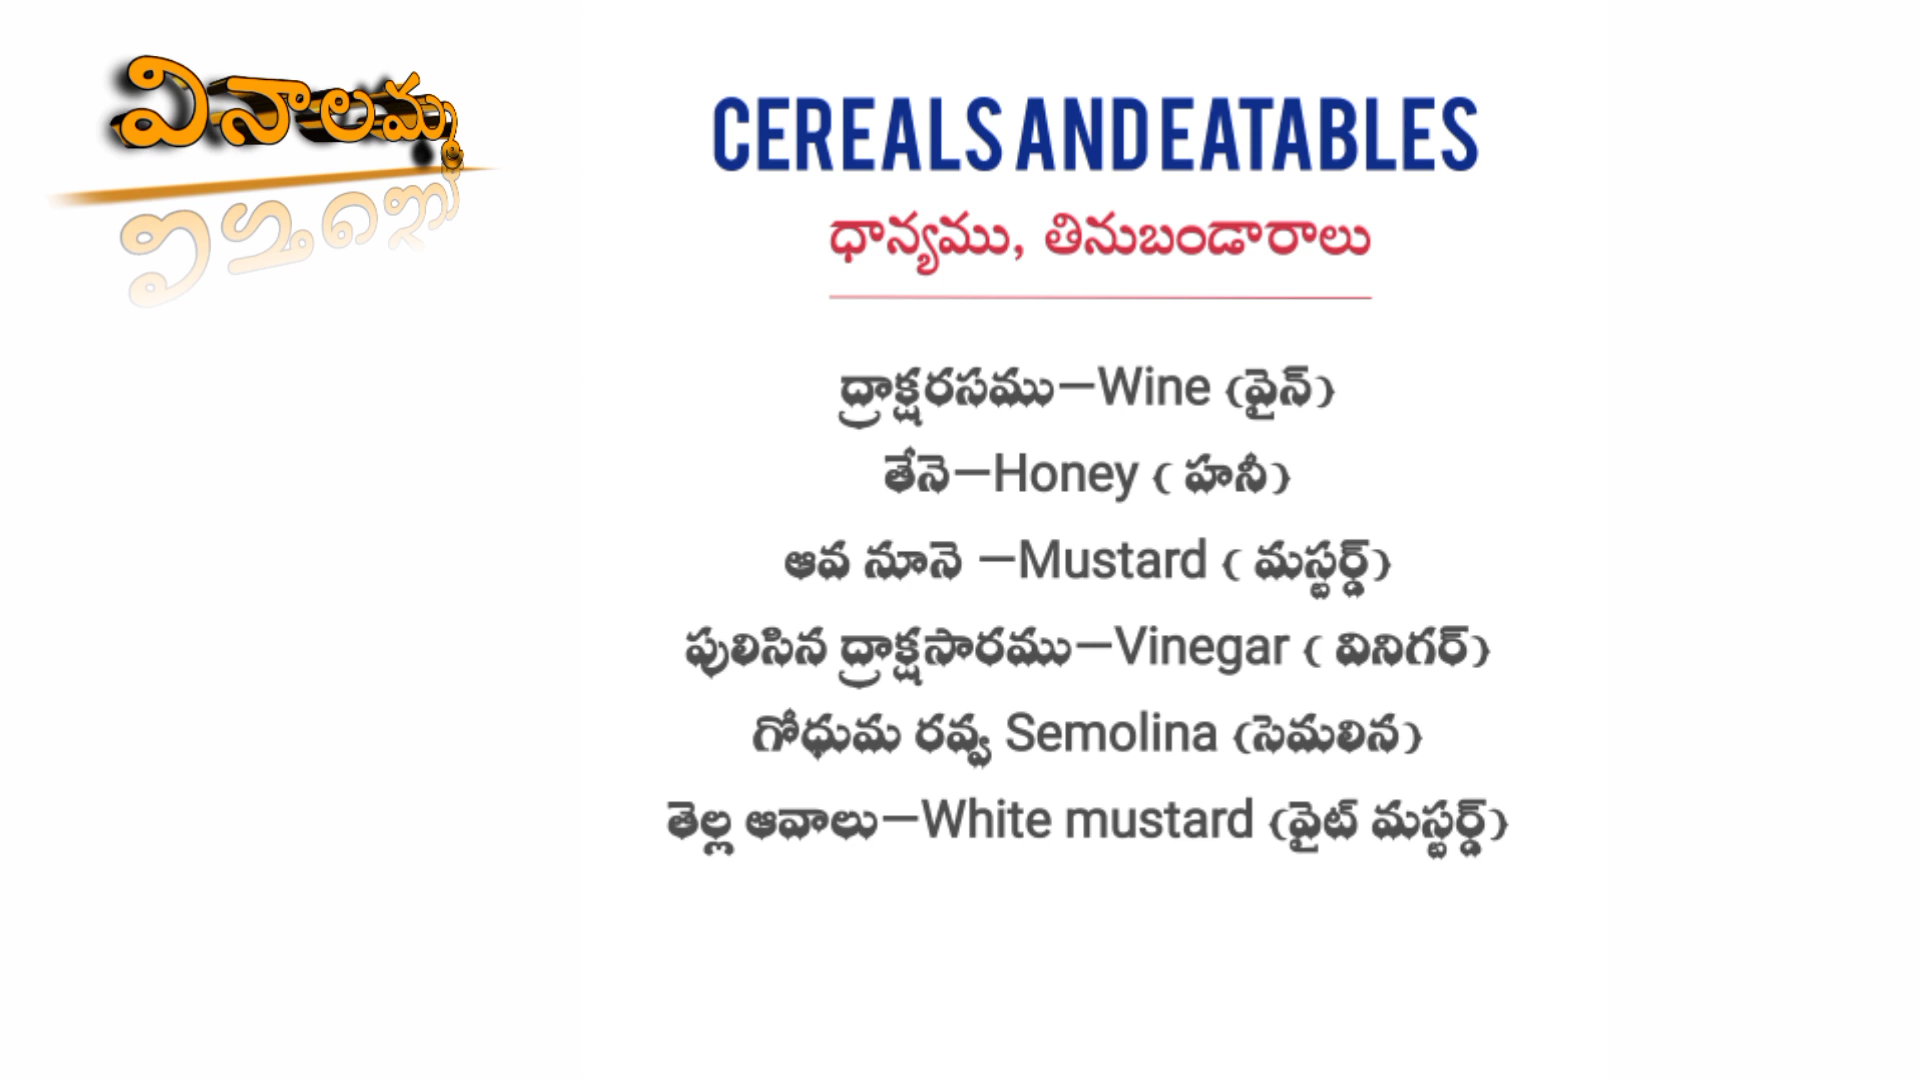 వినాలమ్మ
CEREALS AND EATABLES
ధాన్యము, తినుబండారాలు
ద్రాక్షరసము—Wine (వైన్)
తేనె—Honey ( హనీ)
ఆవ నూనె —Mustard ( మస్టర్డ్)
పులిసిన ద్రాక్షసారము—Vinegar ( వినిగర్)
గోధుమ రవ్వ Semolina (సెమలిన)
తెల్ల ఆవాలు—White mustard (వైట్ మస్టర్డ్)